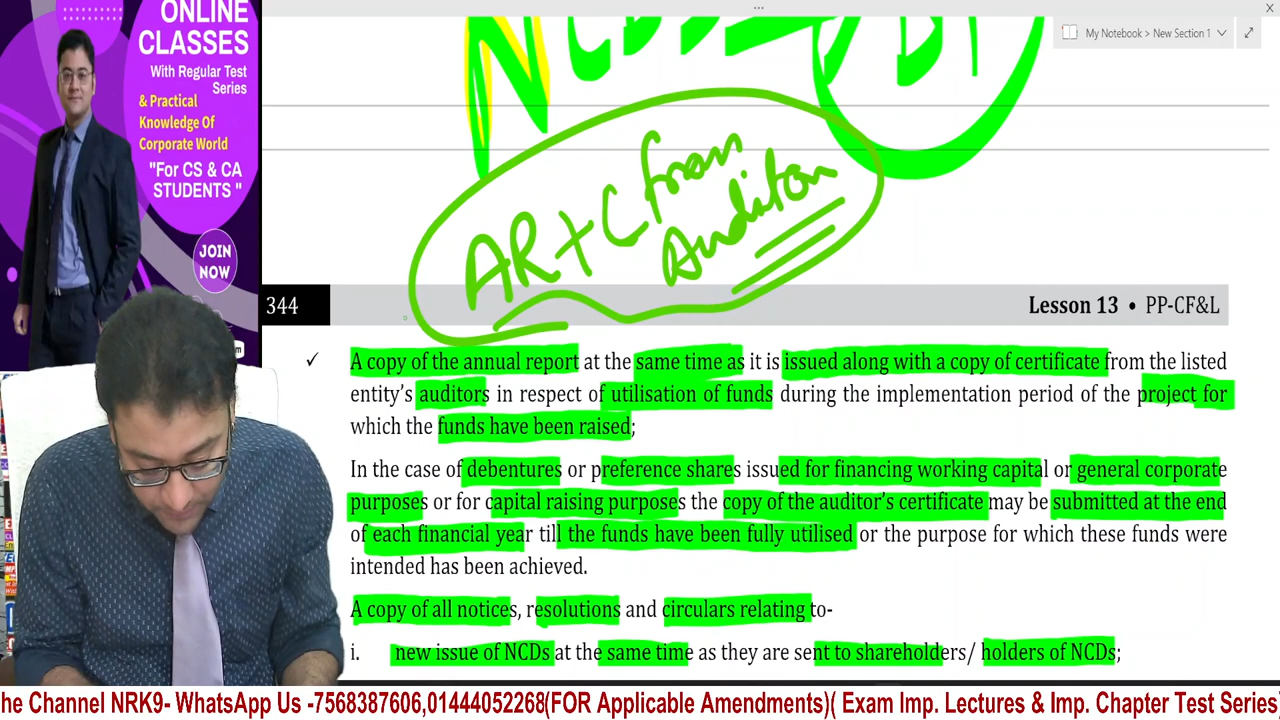 ONLINE
CLASSES
With Regular Test
Series
& Practical
Knowledge Of
Corporate World
"For CS & CA
STUDENTS "
JOIN
NOW
My Notebook > New Section 1
NCDs
AR + C from
Auditor
344
Lesson 13 • PP-CF&L
✓ A copy of the annual report at the same time as it is issued along with a copy of certificate from the listed
entity's auditors in respect of utilisation of funds during the implementation period of the project for
which the funds have been raised;
In the case of debentures or preference shares issued for financing working capital or general corporate
purposes or for capital raising purposes the copy of the auditor's certificate may be submitted at the end
of each financial year till the funds have been fully utilised or the purpose for which these funds were
intended has been achieved.
A copy of all notices, resolutions and circulars relating to-
i. new issue of NCDs at the same time as they are sent to shareholders/ holders of NCDs;
he Channel NRK9- WhatsApp Us -7568387606,01444052268(FOR Applicable Amendments)( Exam Imp. Lectures & Imp. Chapter Test Series)